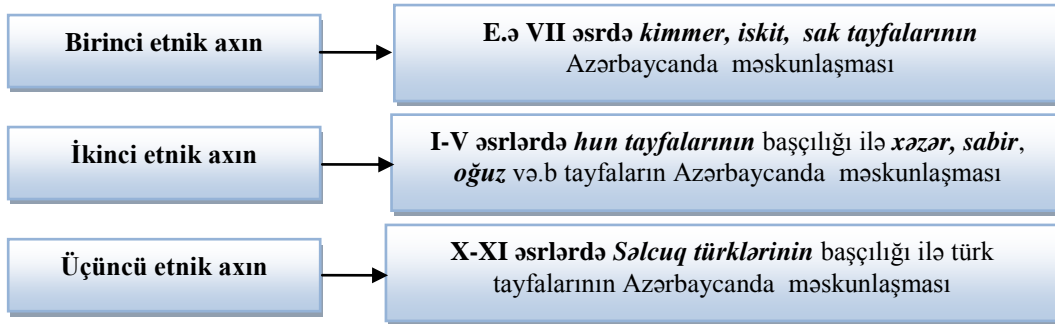 Birinci etnik axın
E.ə VII əsrdə kimmer, iskit, sak tayfalarının
Azərbaycanda məskunlaşması
İkinci etnik axın
I-V əsrlərdə hun tayfalarının başçılığı ilə xəzər, sabir,
oğuz və.b tayfaların Azərbaycanda məskunlaşması
Üçüncü etnik axın
X-XI əsrlərdə Səlcuq türklərinin başçılığı ilə türk
tayfalarının Azərbaycanda məskunlaşması